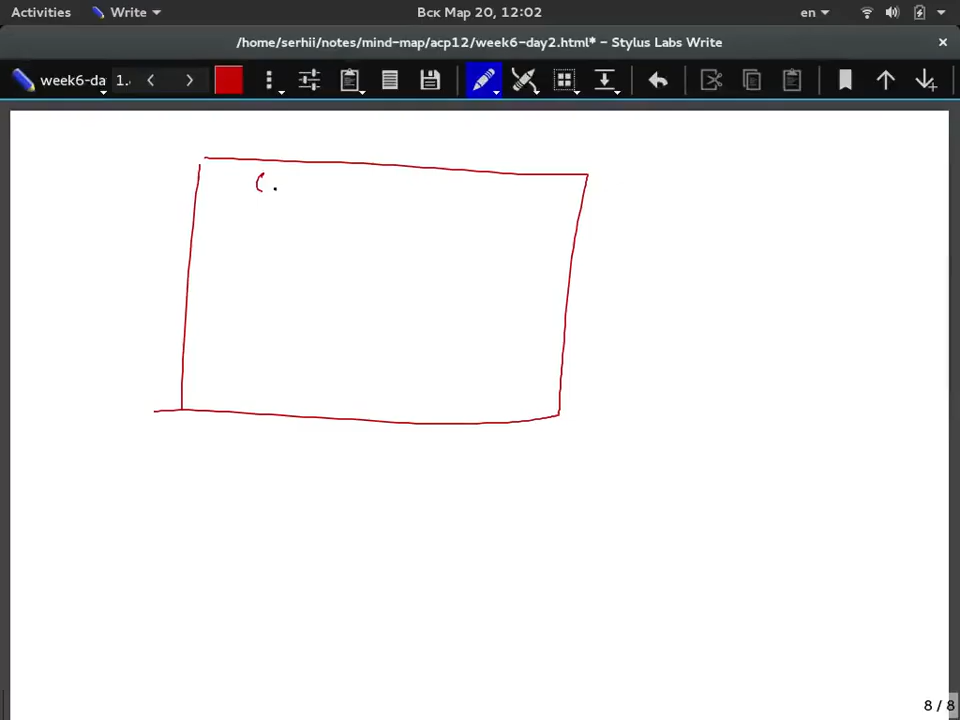 Activities Write Вск Мар 20, 12:02 en
/home/serhii/notes/mind-map/acp12/week6-day2.html* – Stylus Labs Write
week6-da 1.
(
8 / 8